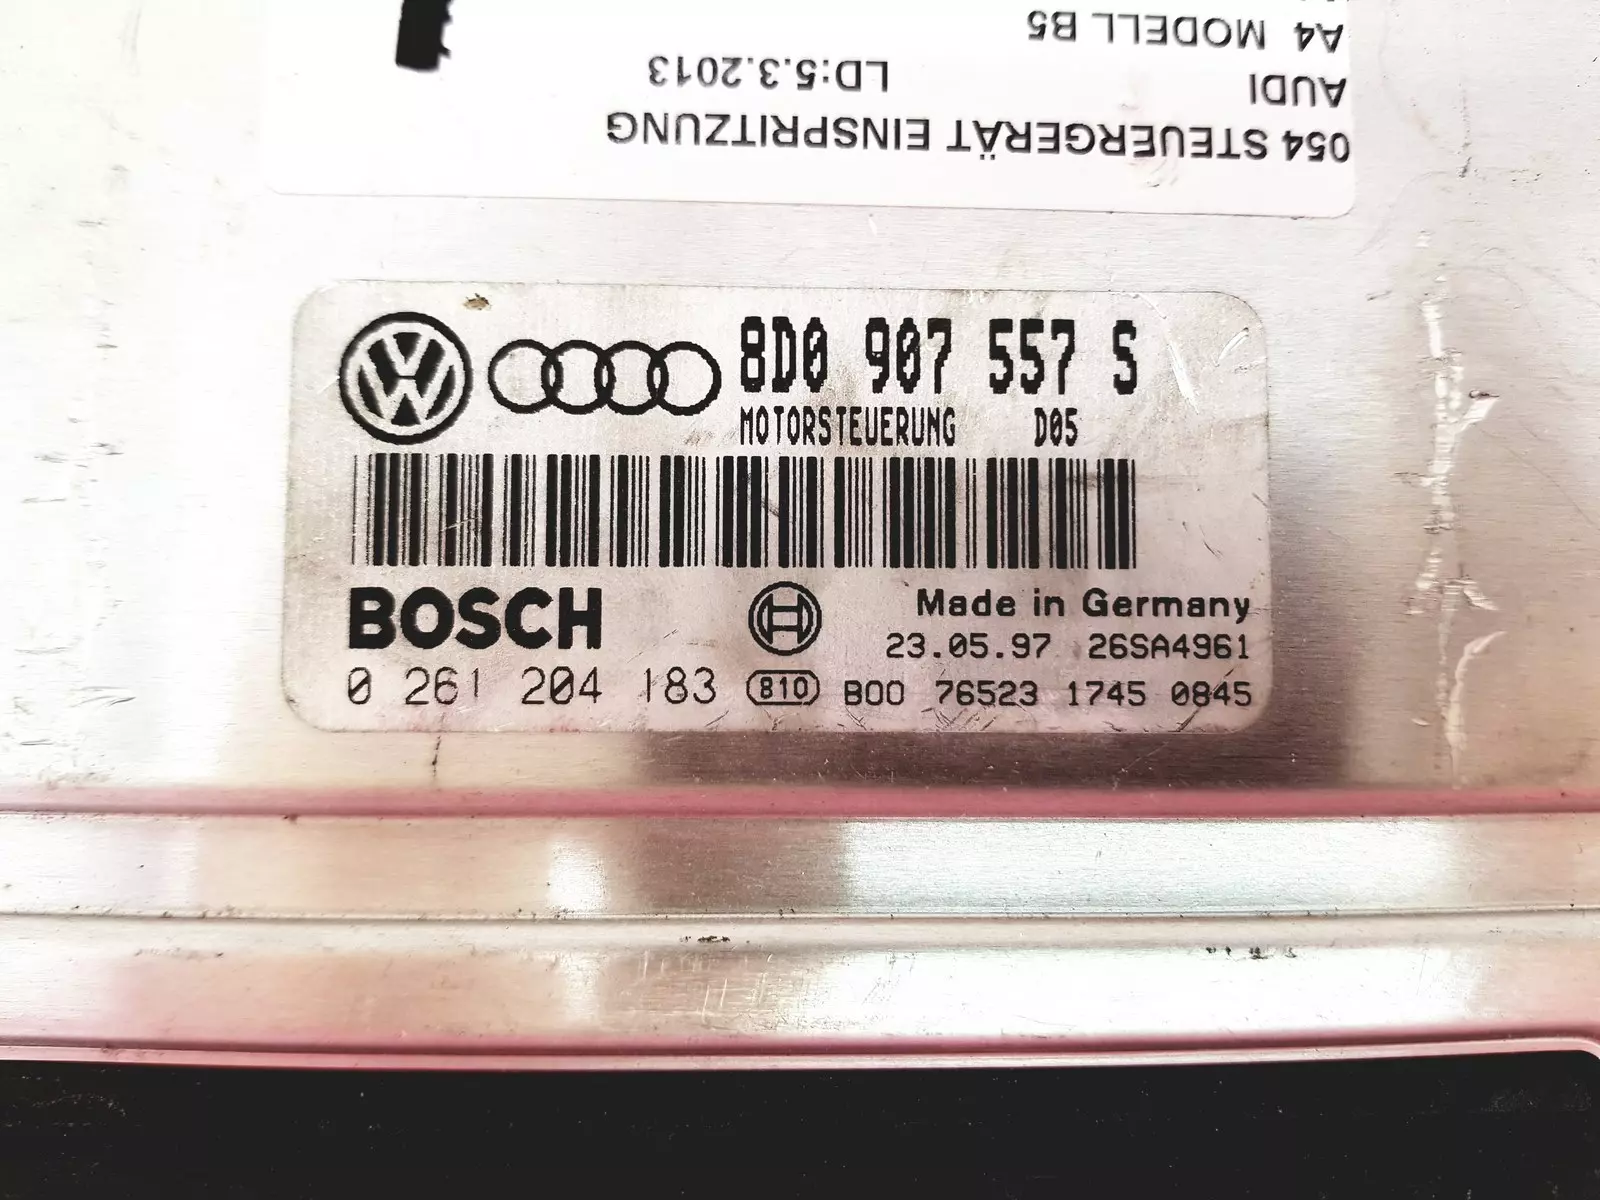 054 STEUERGERÄT EINSPRITZUNG
AUDI LD:5.3.2013
A4 MODELL B5
8D0 907 557 S
MOTORSTEUERUNG D05
BOSCH
Made in Germany
23.05.97 26SA4961
0 261 204 183 810 B00 76523 1745 0845